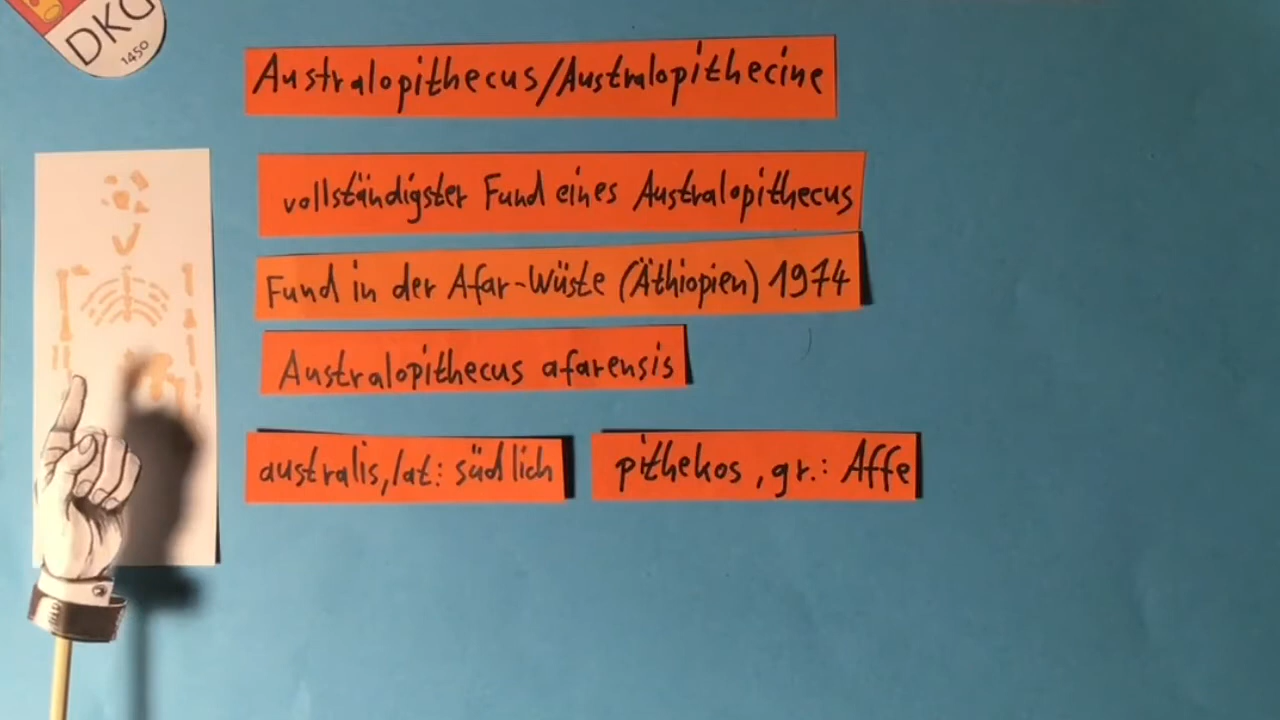 DKG
1450
Australopithecus/Australopithecine
vollständigster Fund eines Australopithecus
Fund in der Afar-Wüste (Äthiopien) 1974
Australopithecus afarensis
australis, lat: südlich
pithekos, gr.: Affe